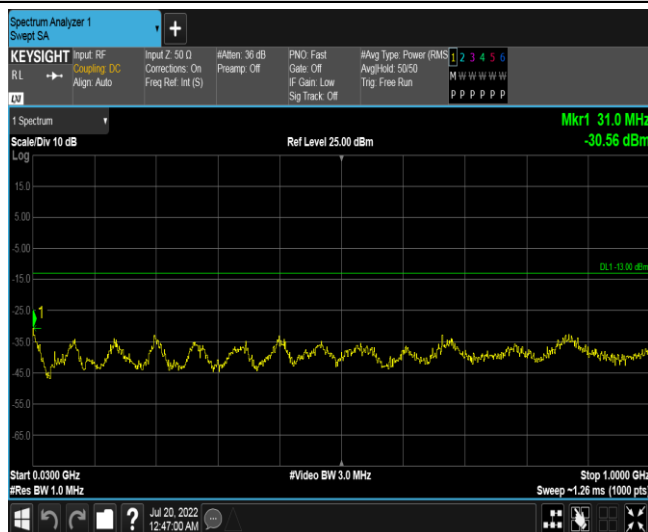 Spectrum Analyzer 1
Swept SA
+
KEYSIGHT
RL
LXI
Input: RF
Coupling: DC
Align: Auto
Input Z: 50 Ω
Corrections: On
Freq Ref: Int (S)
#Atten: 36 dB
Preamp: Off
PNO: Fast
Gate: Off
IF Gain: Low
Sig Track: Off
#Avg Type: Power (RMS
Avg|Hold: 50/50
Trig: Free Run
1 2 3 4 5 6
M W W W W W
P P P P P P
1 Spectrum
Mkr1 31.0 MHz
Scale/Div 10 dB
Ref Level 25.00 dBm
-30.56 dBm
Log
15.0
5.00
-5.00
DL1 -13.00 dBm
-15.0
-25.0
1
-35.0
-45.0
-55.0
-65.0
Start 0.0300 GHz
#Video BW 3.0 MHz
Stop 1.0000 GHz
#Res BW 1.0 MHz
Sweep ~1.26 ms (1000 pts
?
Jul 20, 2022
12:47:00 AM